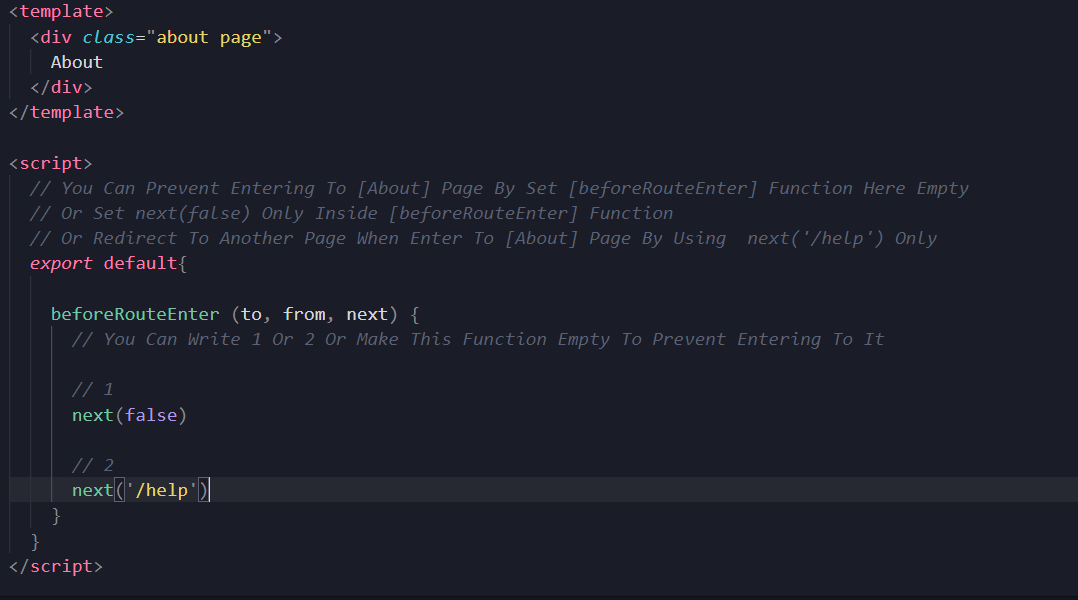 <template>
  <div class="about page">
    About
  </div>
</template>
<script>
  // You Can Prevent Entering To [About] Page By Set [beforeRouteEnter] Function Here Empty
  // Or Set next(false) Only Inside [beforeRouteEnter] Function
  // Or Redirect To Another Page When Enter To [About] Page By Using  next('/help') Only
  export default{
    beforeRouteEnter (to, from, next) {
      // You Can Write 1 Or 2 Or Make This Function Empty To Prevent Entering To It
      // 1
      next(false)
      // 2
      next('/help')
    }
  }
</script>